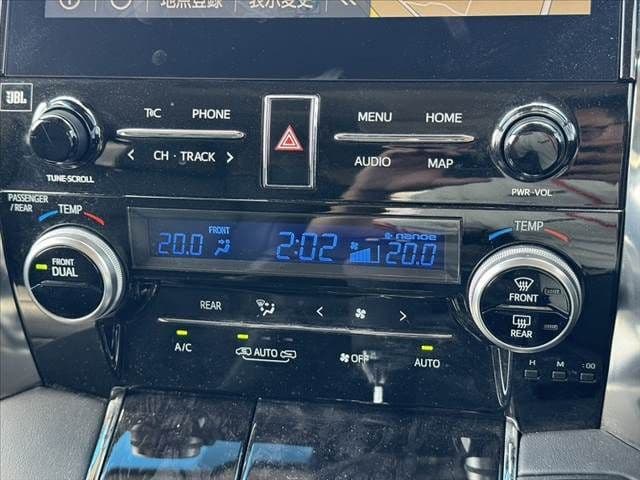 地点登録 表示変更
JBL
T&C PHONE
MENU HOME
CH · TRACK
AUDIO MAP
TUNE·SCROLL
PWR·VOL
PASSENGER
/REAR
TEMP
TEMP
FRONT
nanoe
20.0
2:02
20.0
FRONT
DUAL
FRONT
REAR
REAR
A/C
AUTO
OFF
AUTO
H M :00